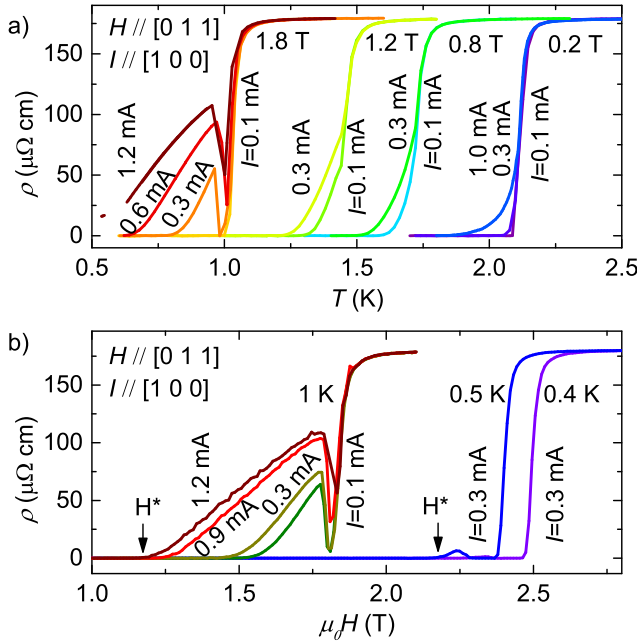 a)
H // [0 1 1]
I // [1 0 0]
1.8 T
1.2 T
0.8 T
0.2 T
1.2 mA
0.6 mA
0.3 mA
I=0.1 mA
0.3 mA
I=0.1 mA
0.3 mA
I=0.1 mA
1.0 mA
0.3 mA
I=0.1 mA
150
100
50
0
ρ (μΩ cm)
0.5
1.0
1.5
2.0
2.5
T (K)
b)
H // [0 1 1]
I // [1 0 0]
1 K
0.5 K
0.4 K
1.2 mA
0.9 mA
0.3 mA
I=0.1 mA
I=0.3 mA
I=0.3 mA
H*
H*
150
100
50
0
ρ (μΩ cm)
1.0
1.5
2.0
2.5
μ₀H (T)